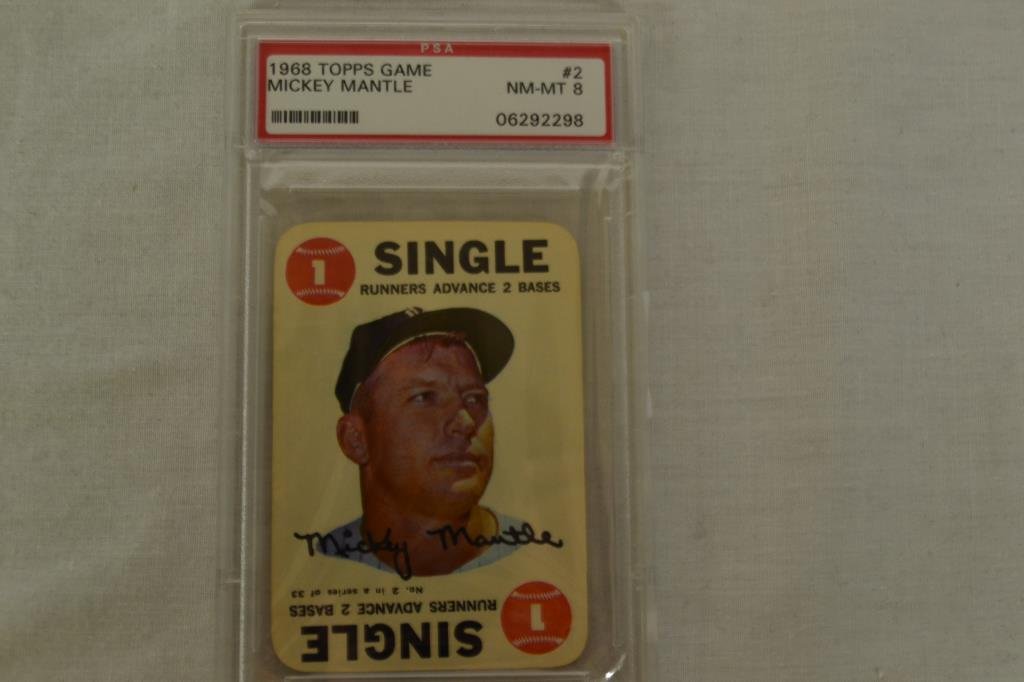 PSA
1968 TOPPS GAME #2
MICKEY MANTLE NM-MT 8
06292298
1 SINGLE
RUNNERS ADVANCE 2 BASES
Mickey Mantle
No. 2 in a series of 33
RUNNERS ADVANCE 2 BASES
SINGLE 1